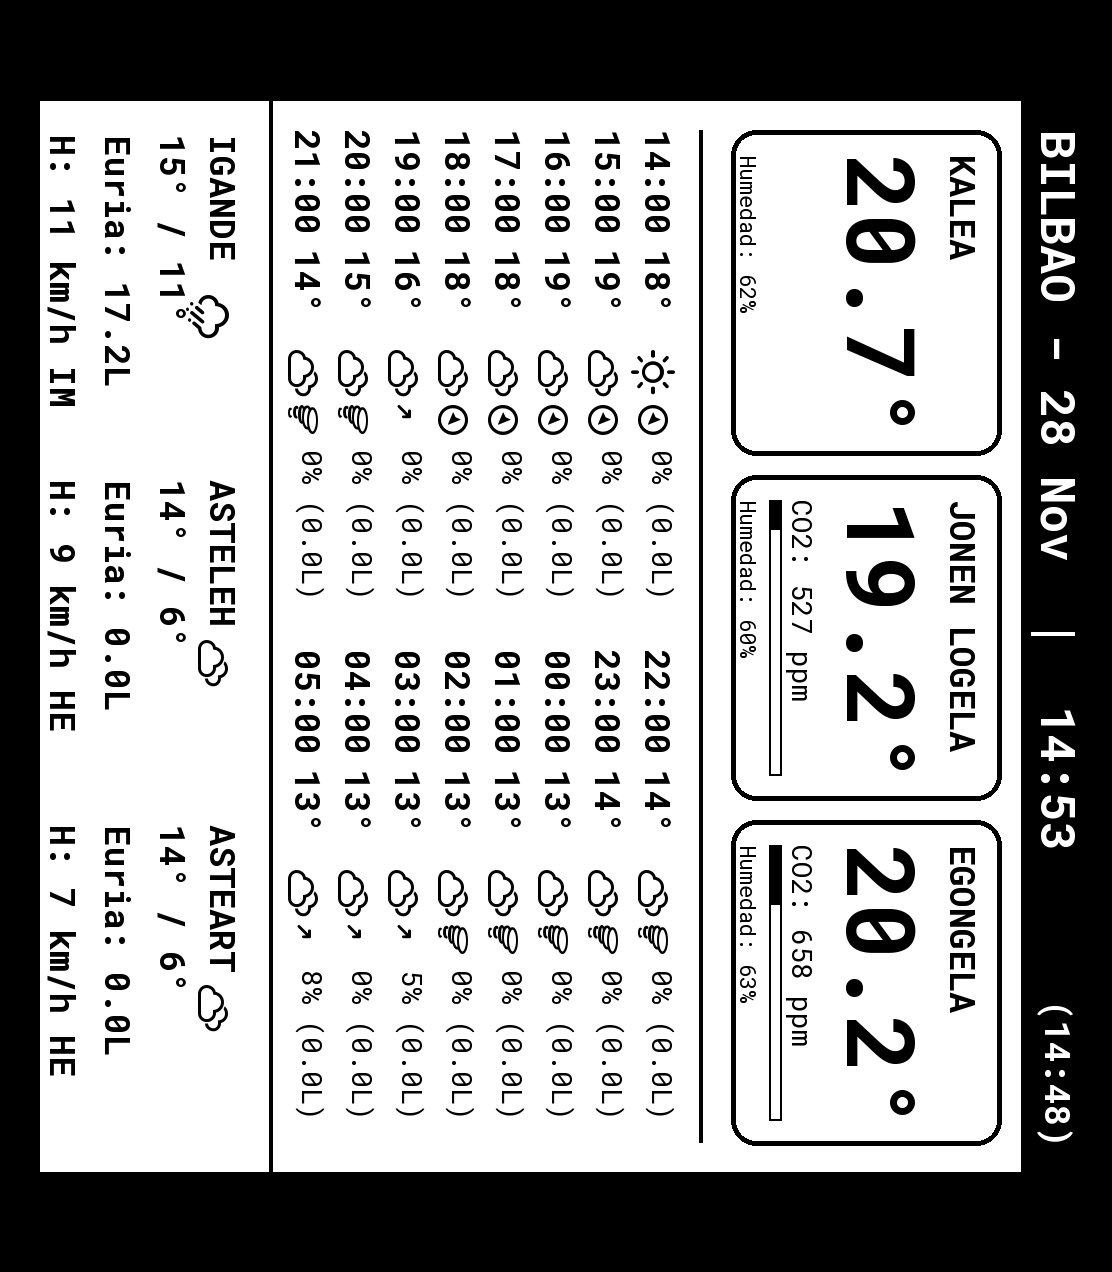 BILBAO - 28 Nov | 14:53 (14:48)
KALEA
20.7°
Humedad: 62%
JONEN LOGELA
19.2°
CO2: 527 ppm
Humedad: 60%
EGONGELA
20.2°
CO2: 658 ppm
Humedad: 63%
14:00 18° 0% (0.0L)
15:00 19° 0% (0.0L)
16:00 19° 0% (0.0L)
17:00 18° 0% (0.0L)
18:00 18° 0% (0.0L)
19:00 16° 0% (0.0L)
20:00 15° 0% (0.0L)
21:00 14° 0% (0.0L)
22:00 14° 0% (0.0L)
23:00 14° 0% (0.0L)
00:00 13° 0% (0.0L)
01:00 13° 0% (0.0L)
02:00 13° 0% (0.0L)
03:00 13° 5% (0.0L)
04:00 13° 0% (0.0L)
05:00 13° 8% (0.0L)
IGANDE
15° / 11°
Euria: 17.2L
H: 11 km/h IM
ASTELEH
14° / 6°
Euria: 0.0L
H: 9 km/h HE
ASTEART
14° / 6°
Euria: 0.0L
H: 7 km/h HE